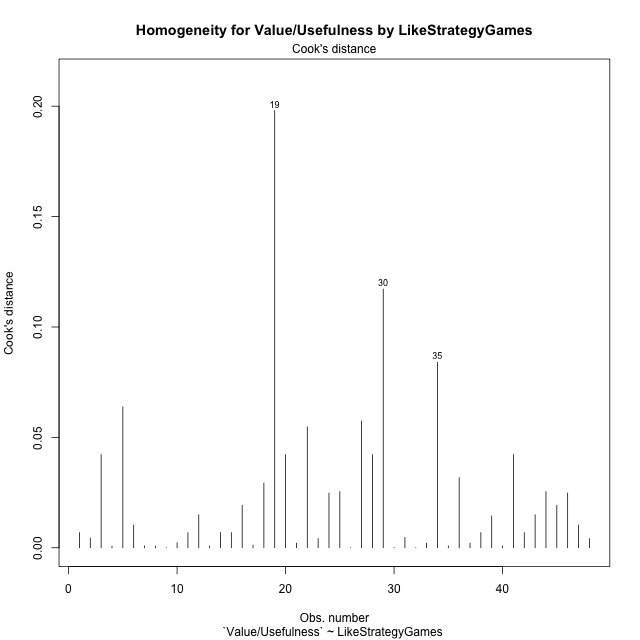 Homogeneity for Value/Usefulness by LikeStrategyGames
Cook's distance
Cook's distance
0.20
0.15
0.10
0.05
0.00
19
30
35
0 10 20 30 40
Obs. number
`Value/Usefulness` ~ LikeStrategyGames